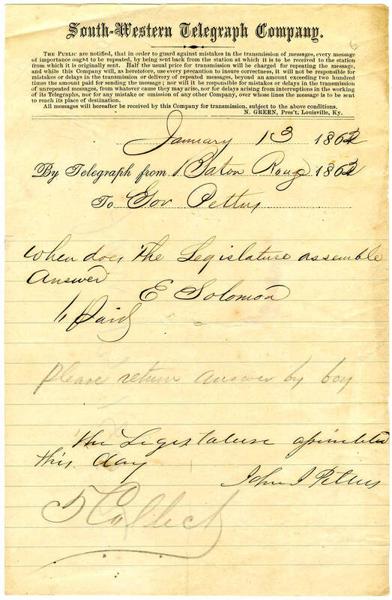 South-Western Telegraph Company,
The Public are notified, that in order to guard against mistakes in the transmission of messages, every message
of importance ought to be repeated, by being sent back from the station at which it is to be received to the station
from which it is originally sent. Half the usual price for transmission will be charged for repeating the message,
and while this Company will, as heretofore, use every precaution to insure correctness, it will not be responsible for
mistakes or delays in the transmission or delivery of repeated messages, beyond an amount exceeding two hundred
times the amount paid for sending the message; nor will it be responsible for mistakes or delays in the transmission
of unrepeated messages, from whatever cause they may arise, nor for delays arising from interruptions in the working
of its Telegraphs, nor for any mistake or omission of any other Company, over whose lines the message is to be sent
to reach its place of destination.
All messages will hereafter be received by this Company for transmission, subject to the above conditions.
N. GREEN, Pres't, Louisville, Ky.
January 13 1862
By Telegraph from Baton Rouge 1862
To Gov Pettus
When does The Legislature assemble
Answer
E Solomon
Paid
please return answer by boy
the Legislature
this day
John J Pettus
5 Collect